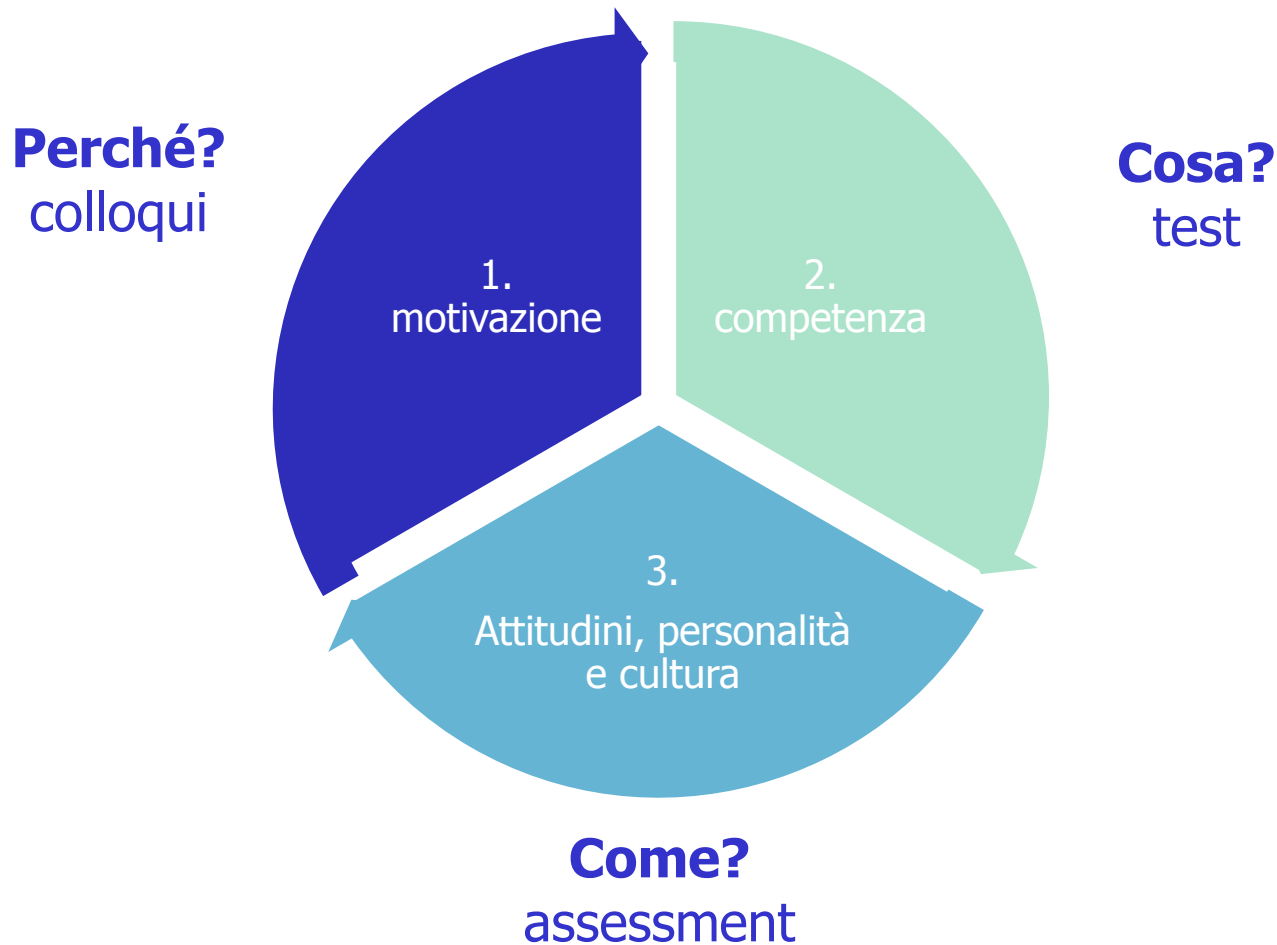 Perché?
colloqui
1.
motivazione
2.
competenza
Cosa?
test
3.
Attitudini, personalità
e cultura
Come?
assessment